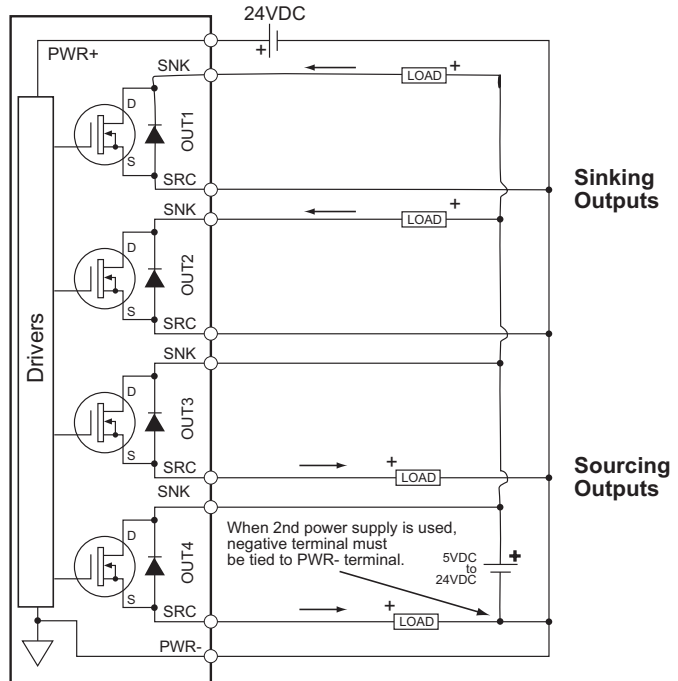 24VDC
+
PWR+
SNK
LOAD
+
D
S
OUT1
SRC
Sinking
Outputs
SNK
LOAD
+
D
S
OUT2
SRC
Drivers
SNK
D
S
OUT3
SRC
+
LOAD
Sourcing
Outputs
SNK
When 2nd power supply is used,
negative terminal must
be tied to PWR- terminal.
5VDC
to
24VDC
+
D
S
OUT4
SRC
+
LOAD
PWR-